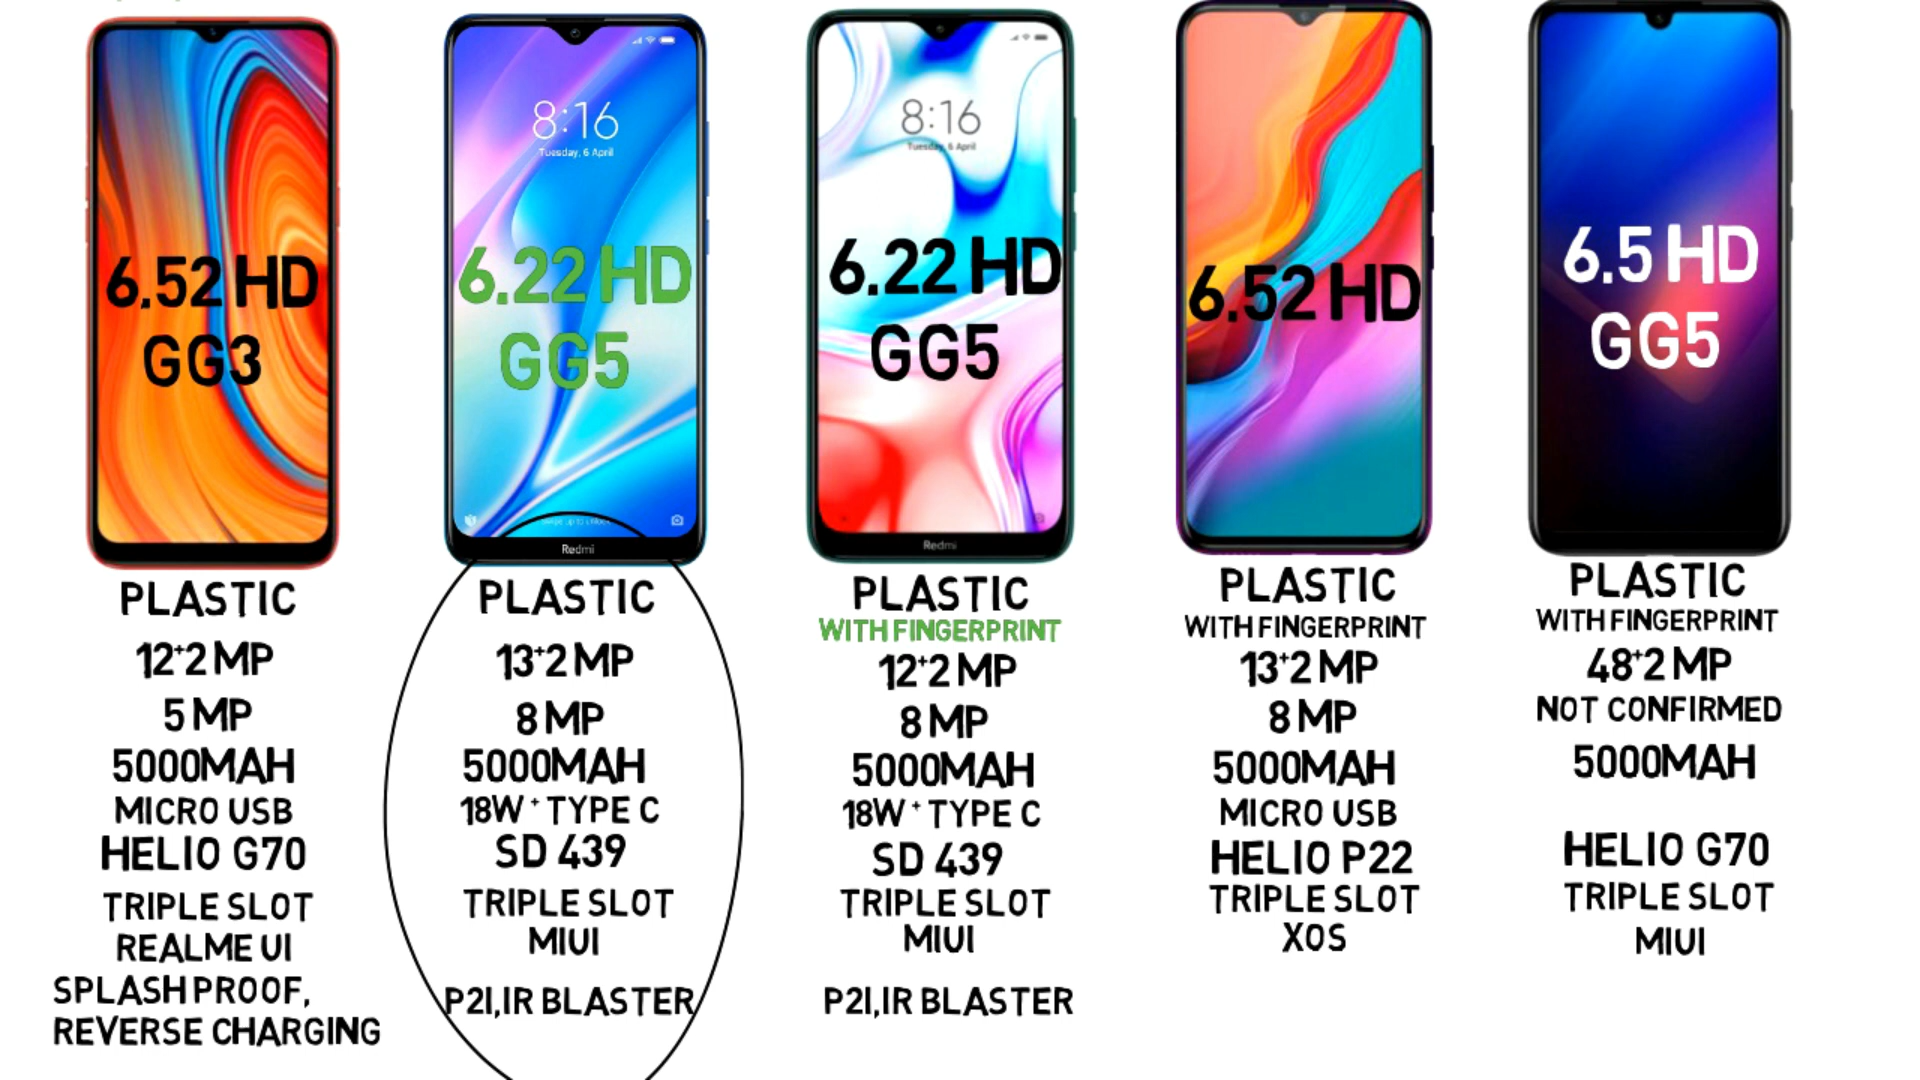 6.52 HD
GG3
PLASTIC
12+2 MP
5 MP
5000MAH
MICRO USB
HELIO G70
TRIPLE SLOT
REALME UI
SPLASH PROOF,
REVERSE CHARGING
8:16
Tuesday, 6 April
6.22 HD
GG5
Redmi
PLASTIC
13+2 MP
8 MP
5000MAH
18W + TYPE C
SD 439
TRIPLE SLOT
MIUI
P2I,IR BLASTER
8:16
Tuesday, 6 April
6.22 HD
GG5
Redmi
PLASTIC
WITH FINGERPRINT
12+2 MP
8 MP
5000MAH
18W + TYPE C
SD 439
TRIPLE SLOT
MIUI
P2I,IR BLASTER
6.52 HD
PLASTIC
WITH FINGERPRINT
13+2 MP
8 MP
5000MAH
MICRO USB
HELIO P22
TRIPLE SLOT
XOS
6.5 HD
GG5
PLASTIC
WITH FINGERPRINT
48+2 MP
NOT CONFIRMED
5000MAH
HELIO G70
TRIPLE SLOT
MIUI